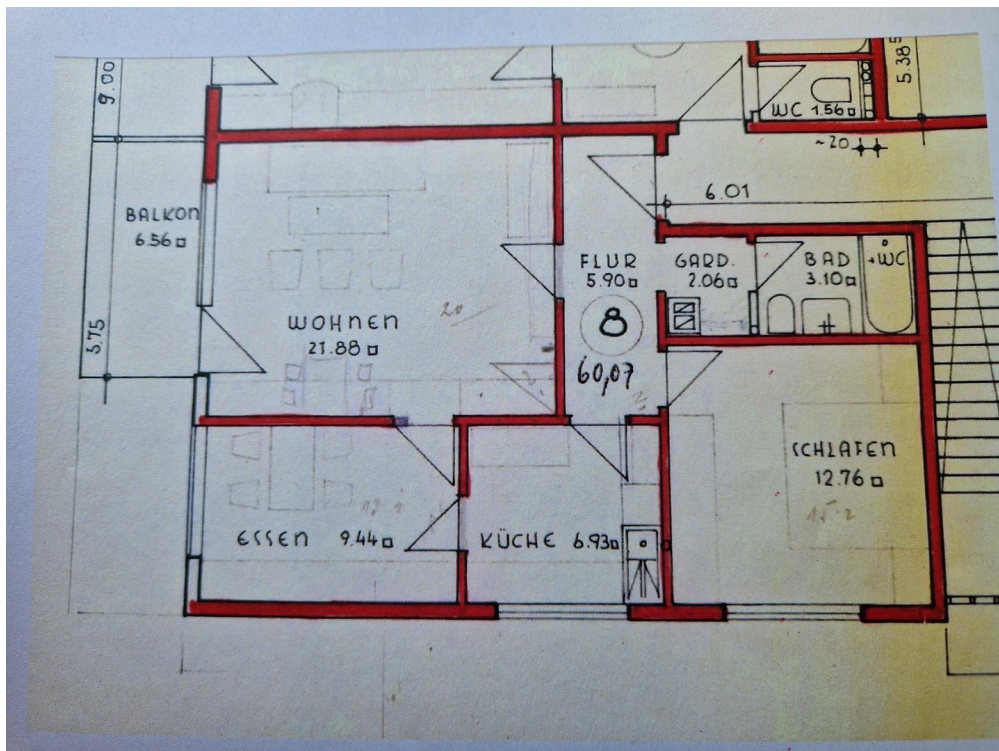 9.00
5.38
WC 1.56
~20
6.01
BALKON
6.56
FLUR
5.90
GARD.
2.06
BAD
3.10
+WC
3.75
WOHNEN
21.88
20
8
60,07
SCHLAFEN
12.76
ESSEN 9.44
KÜCHE 6.93